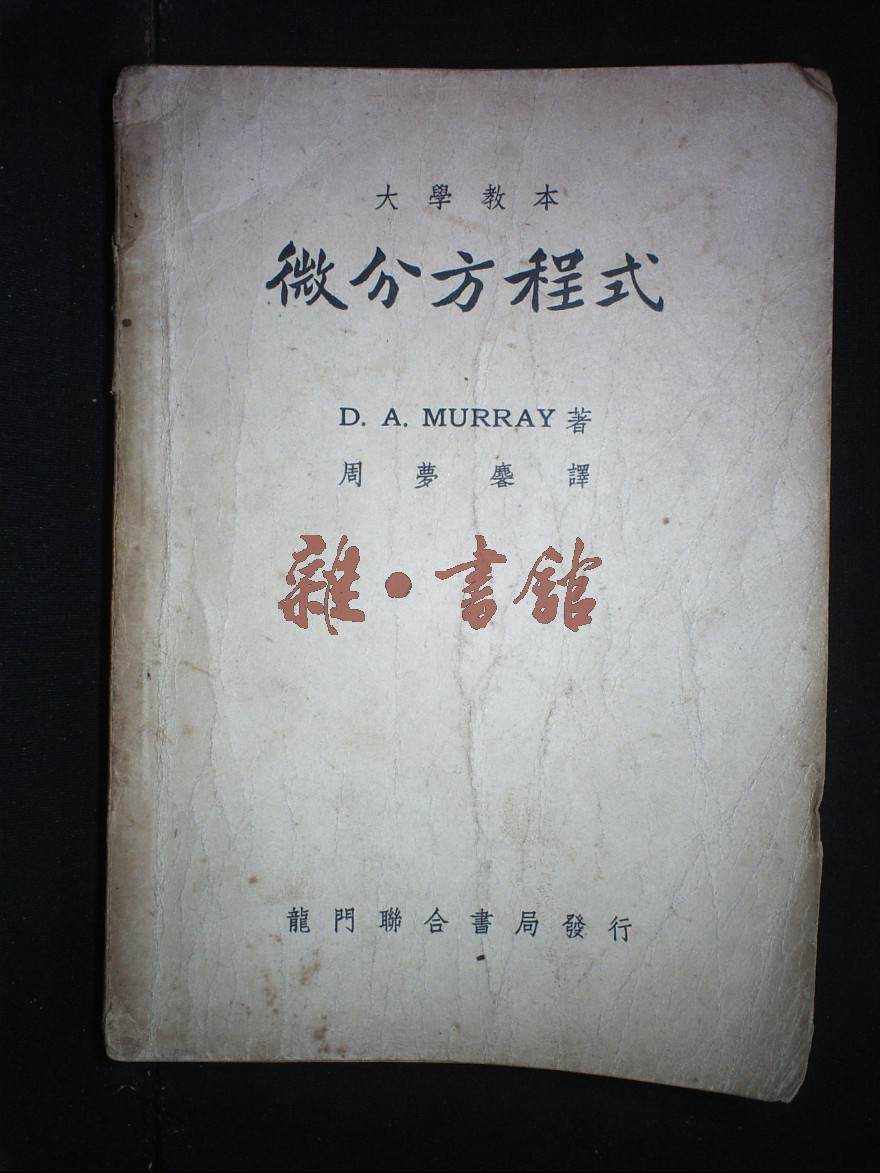 大學教本
微分方程式
D. A. MURRAY 著
周夢麐譯
雜·書館
龍門聯合書局發行